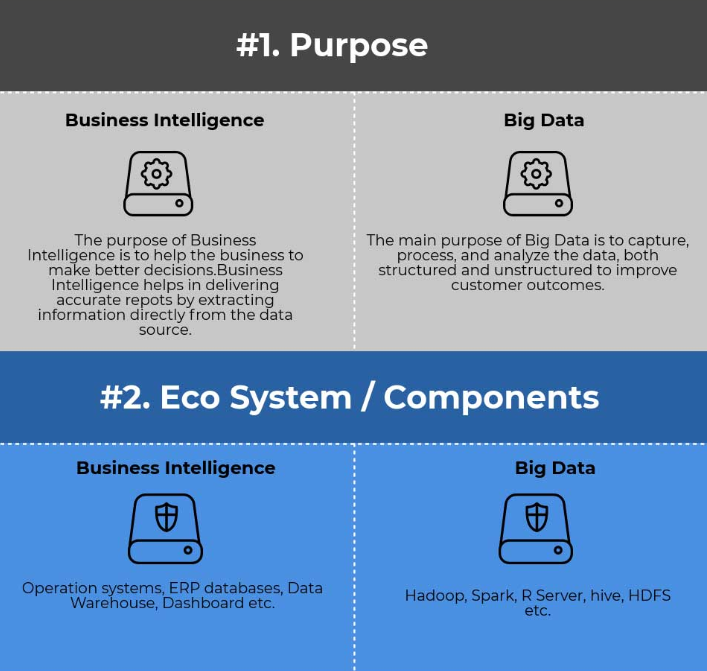 #1. Purpose
Business Intelligence
The purpose of Business
Intelligence is to help the business to
make better decisions.Business
Intelligence helps in delivering
accurate repots by extracting
information directly from the data
source.
Big Data
The main purpose of Big Data is to capture,
process, and analyze the data, both
structured and unstructured to improve
customer outcomes.
#2. Eco System / Components
Business Intelligence
Operation systems, ERP databases, Data
Warehouse, Dashboard etc.
Big Data
Hadoop, Spark, R Server, hive, HDFS
etc.